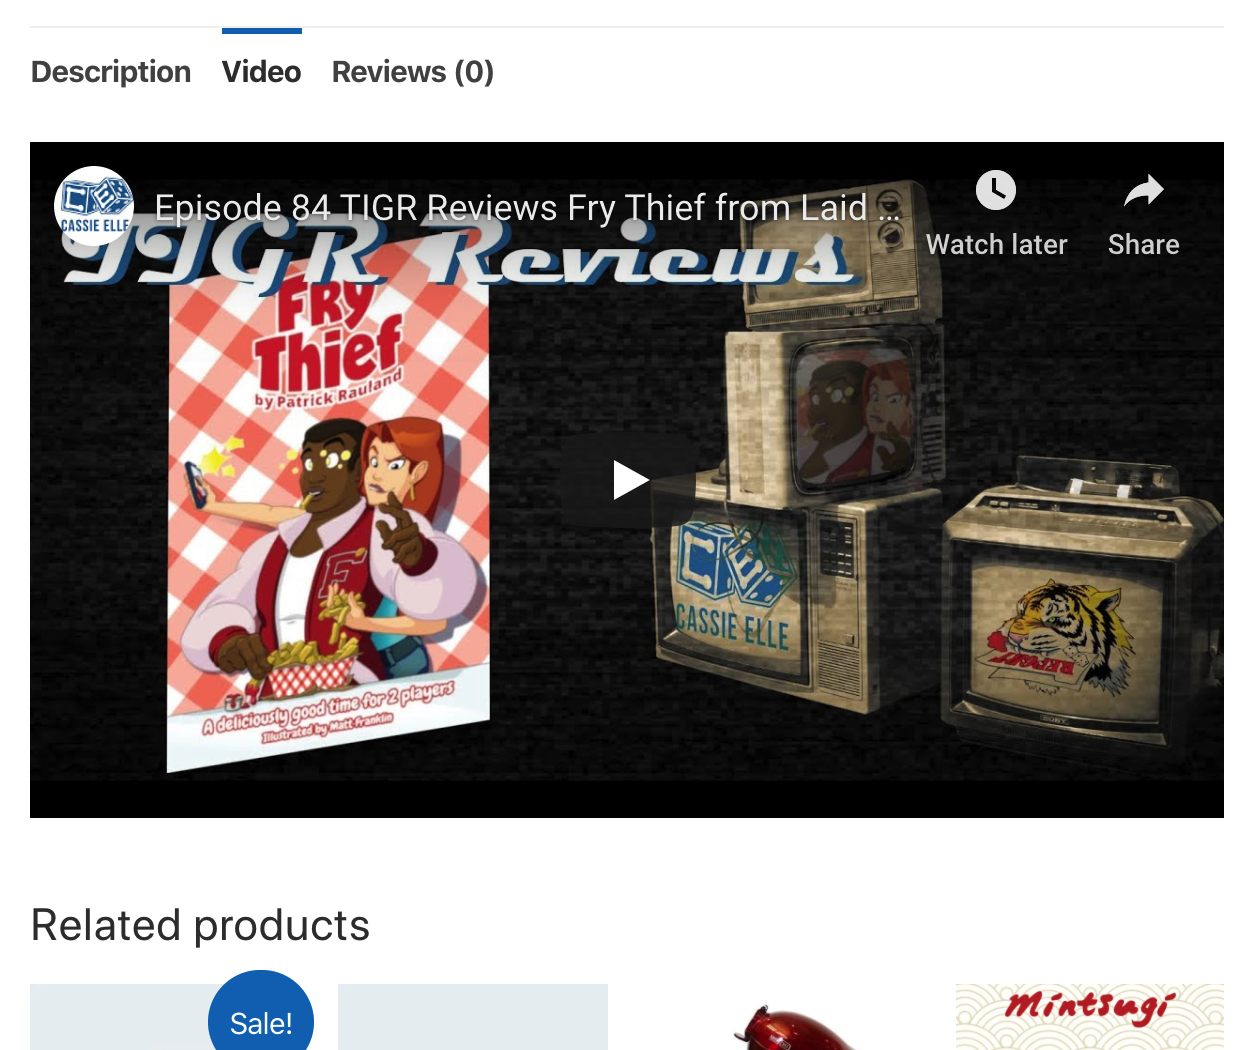 Description Video Reviews (0)
Episode 84 TIGR Reviews Fry Thief from Laid ...
Watch later
Share
CASSIE ELLE
TIGR Reviews
Fry
Thief
by Patrick Rauland
F
A deliciously good time for 2 players
Illustrated by Matt Franklin
CE
CASSIE ELLE
SONY
Related products
Sale!
Mintsugi